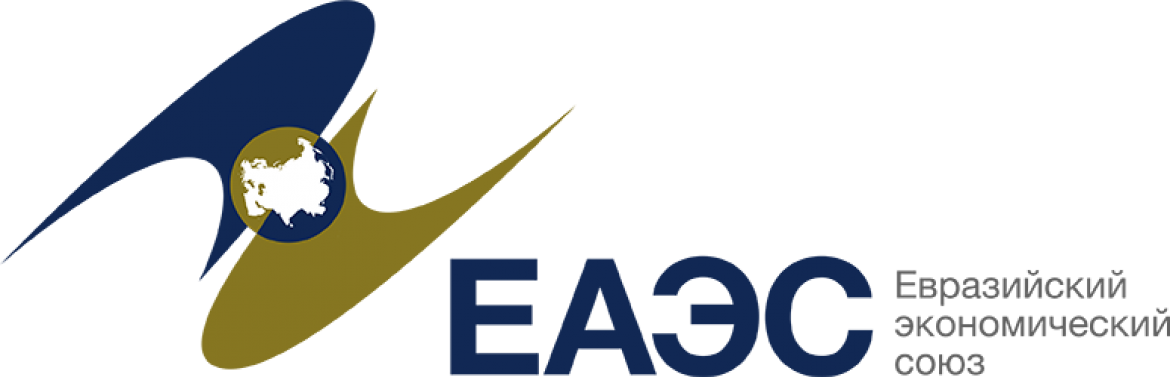 ЕАЭС
Евразийский
экономический
союз